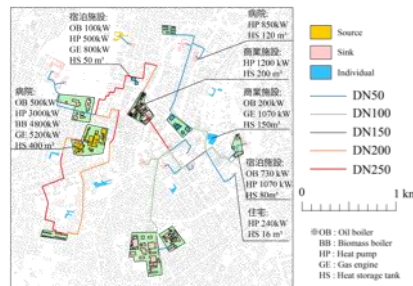 宿泊施設:
OB 100kW
HP 500kW
GE 800kW
HS 50 m³
病院:
HP 850kW
HS 120 m³
商業施設:
HP 1200 kW
HS 200 m³
病院:
OB 500kW
HP 3000kW
BB 4800kW
GE 5200kW
HS 400 m³
商業施設:
OB 200kW
GE 1070 kW
HS 150m³
宿泊施設:
OB 730 kW
HP 1070 kW
HS 80m³
住宅:
HP 240kW
HS 16 m³
Source
Sink
Individual
DN50
DN100
DN150
DN200
DN250
0
1 km
※OB : Oil boiler
BB : Biomass boiler
HP : Heat pump
GE : Gas engine
HS : Heat storage tank